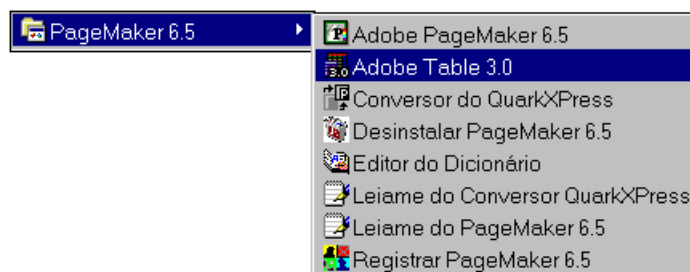 PageMaker 6.5
Adobe PageMaker 6.5
Adobe Table 3.0
Conversor do QuarkXPress
Desinstalar PageMaker 6.5
Editor do Dicionário
Leiame do Conversor QuarkXPress
Leiame do PageMaker 6.5
Registrar PageMaker 6.5